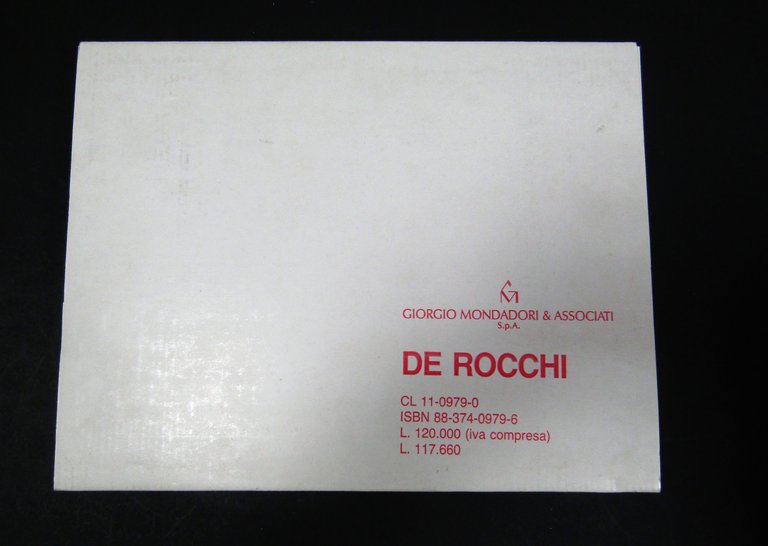 GIORGIO MONDADORI & ASSOCIATI
S.p.A.
DE ROCCHI
CL 11-0979-0
ISBN 88-374-0979-6
L. 120.000 (iva compresa)
L. 117.660